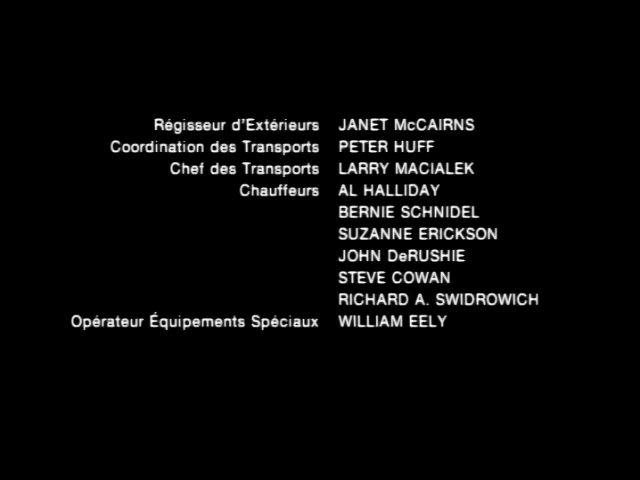 Régisseur d'Extérieurs JANET McCAIRNS
Coordination des Transports PETER HUFF
Chef des Transports LARRY MACIALEK
Chauffeurs AL HALLIDAY
BERNIE SCHNIDEL
SUZANNE ERICKSON
JOHN DeRUSHIE
STEVE COWAN
RICHARD A. SWIDROWICH
Opérateur Équipements Spéciaux WILLIAM EELY